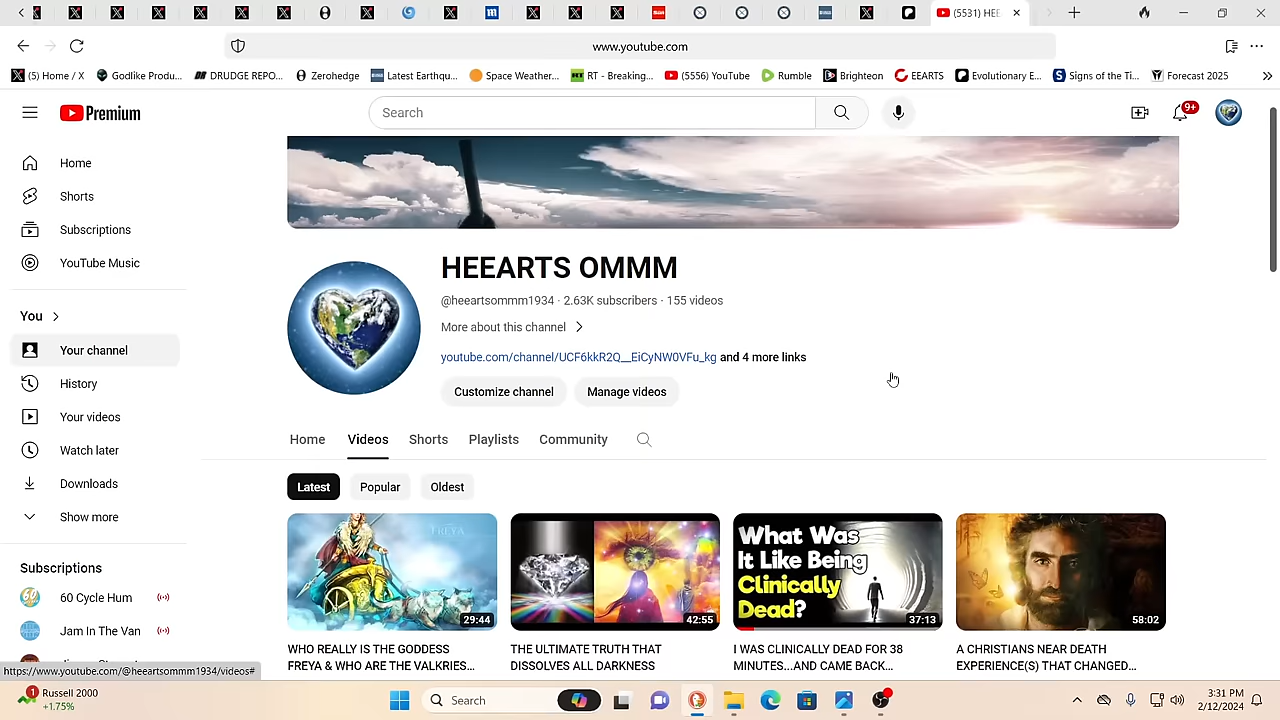 (5531) HEE
www.youtube.com
(5) Home / X
Godlike Produ...
DRUDGE REPO...
Zerohedge
Latest Earthqu...
Space Weather...
RT - Breaking...
(5556) YouTube
Rumble
Brighteon
EEARTS
Evolutionary E...
Signs of the Ti...
Forecast 2025
Premium
Search
9+
Home
Shorts
Subscriptions
YouTube Music
You
Your channel
History
Your videos
Watch later
Downloads
Show more
Subscriptions
60 Cycle Hum
Jam In The Van
HEEARTS OMMM
@heeartsommm1934 · 2.63K subscribers · 155 videos
More about this channel
youtube.com/channel/UCF6kkR2Q__EiCyNW0VFu_kg and 4 more links
Customize channel
Manage videos
Home
Videos
Shorts
Playlists
Community
Latest
Popular
Oldest
FREYA
29:44
42:55
What Was
It Like Being
Clinically
Dead?
37:13
58:02
WHO REALLY IS THE GODDESS
FREYA & WHO ARE THE VALKRIES...
THE ULTIMATE TRUTH THAT
DISSOLVES ALL DARKNESS
I WAS CLINICALLY DEAD FOR 38
MINUTES...AND CAME BACK...
A CHRISTIANS NEAR DEATH
EXPERIENCE(S) THAT CHANGED...
https://www.youtube.com/@heeartsommm1934/videos#
1
Russell 2000
+1.75%
Search
3:31 PM
2/12/2024